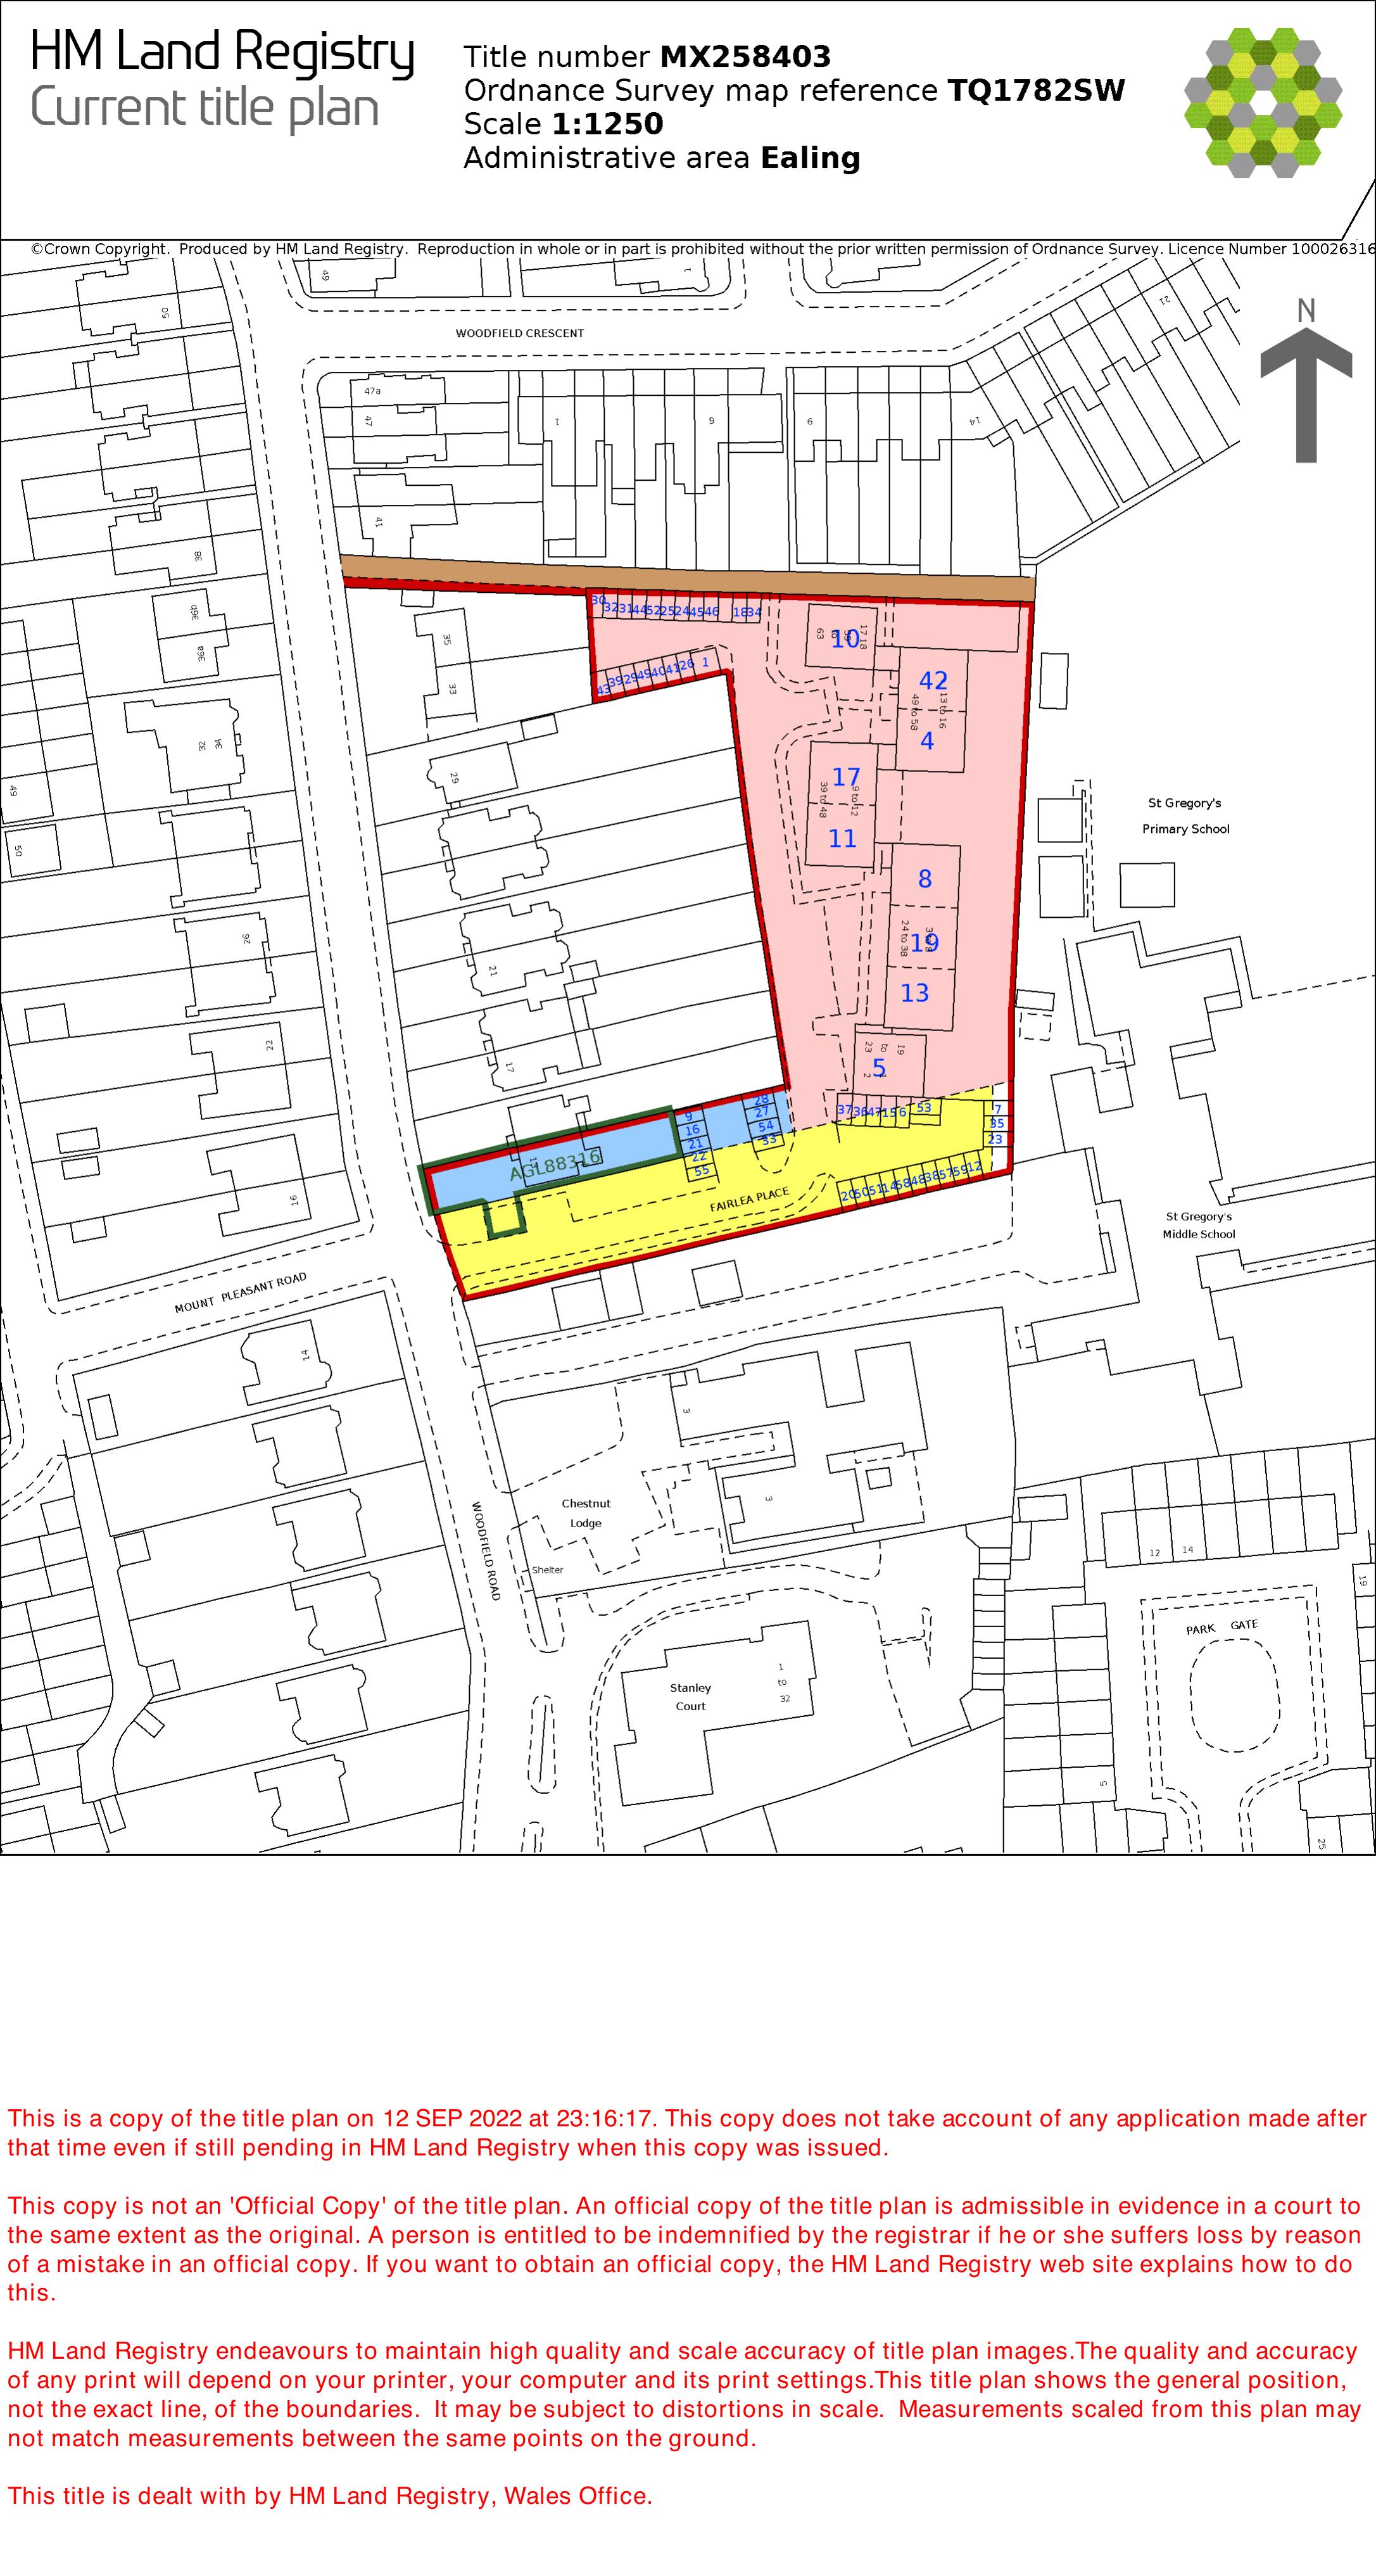 HM Land Registry
Current title plan
Title number MX258403
Ordnance Survey map reference TQ1782SW
Scale 1:1250
Administrative area Ealing
©Crown Copyright. Produced by HM Land Registry. Reproduction in whole or in part is prohibited without the prior written permission of Ordnance Survey. Licence Number 100026316
N
49
1
21
50
WOODFIELD CRESCENT
47a
47
1
9
9
14
41
38
30 32 31 44 52 25 24 45 46 18 34
36b
36a
35
33
43 39 29 49 40 41 26 1
63
10
17
18
42
13 to 16
49 to 58
4
34
32
29
17
9 to 12
39 to 48
11
49
50
St Gregory's
Primary School
8
26
21
24 to 38
19
13
22
17
23
to
19
5
28
27
54
33
9
16
21
22
55
37 36 47 15 6 53
7
35
23
AGL88316
FAIRLEA PLACE
20 50 51 14 58 48 38 57 59 12
16
St Gregory's
Middle School
MOUNT PLEASANT ROAD
14
3
3
Chestnut
Lodge
WOODFIELD ROAD
Shelter
12
14
19
PARK GATE
Stanley
Court
1
to
32
5
25
This is a copy of the title plan on 12 SEP 2022 at 23:16:17. This copy does not take account of any application made after
that time even if still pending in HM Land Registry when this copy was issued.
This copy is not an 'Official Copy' of the title plan. An official copy of the title plan is admissible in evidence in a court to
the same extent as the original. A person is entitled to be indemnified by the registrar if he or she suffers loss by reason
of a mistake in an official copy. If you want to obtain an official copy, the HM Land Registry web site explains how to do
this.
HM Land Registry endeavours to maintain high quality and scale accuracy of title plan images.The quality and accuracy
of any print will depend on your printer, your computer and its print settings.This title plan shows the general position,
not the exact line, of the boundaries. It may be subject to distortions in scale. Measurements scaled from this plan may
not match measurements between the same points on the ground.
This title is dealt with by HM Land Registry, Wales Office.